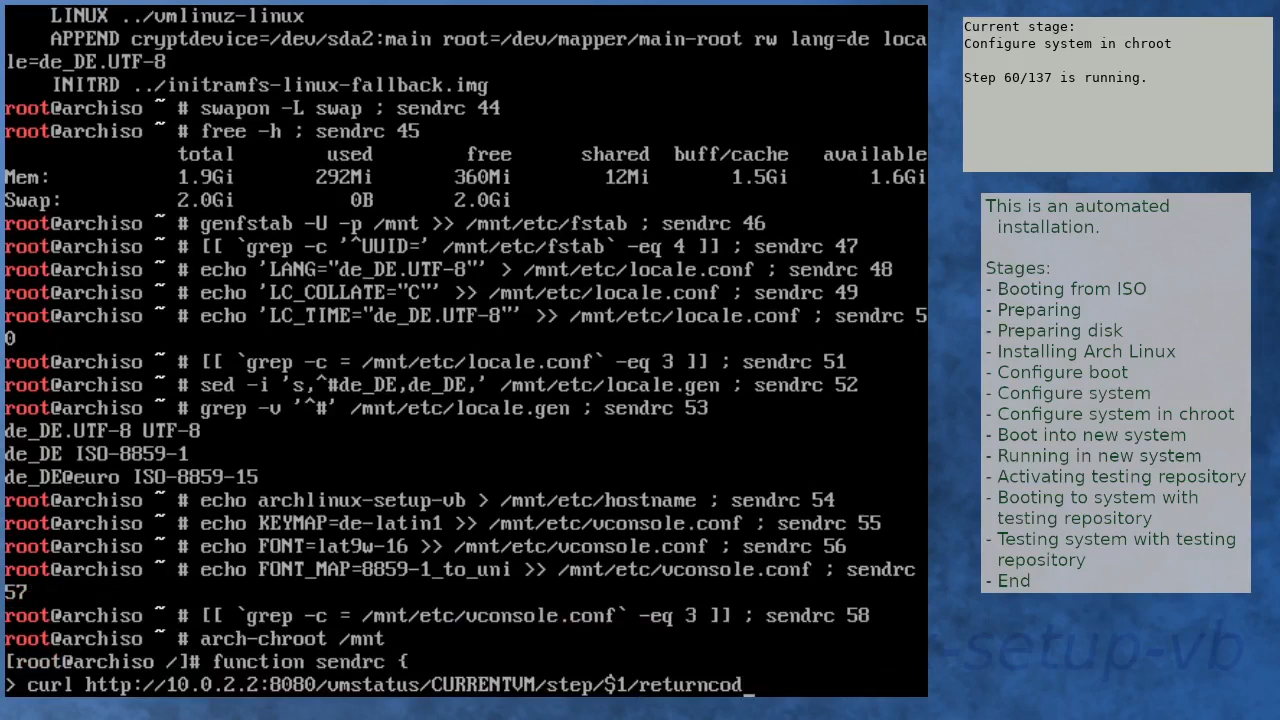 LINUX ../vmlinuz-linux
APPEND cryptdevice=/dev/sda2:main root=/dev/mapper/main-root rw lang=de loca
le=de_DE.UTF-8
INITRD ../initramfs-linux-fallback.img
root@archiso ~ # swapon -L swap ; sendrc 44
root@archiso ~ # free -h ; sendrc 45
total used free shared buff/cache available
Mem: 1.9Gi 292Mi 360Mi 12Mi 1.5Gi 1.6Gi
Swap: 2.0Gi 0B 2.0Gi
root@archiso ~ # genfstab -U -p /mnt >> /mnt/etc/fstab ; sendrc 46
root@archiso ~ # [[ `grep -c '^UUID=' /mnt/etc/fstab` -eq 4 ]] ; sendrc 47
root@archiso ~ # echo 'LANG="de_DE.UTF-8"' > /mnt/etc/locale.conf ; sendrc 48
root@archiso ~ # echo 'LC_COLLATE="C"' >> /mnt/etc/locale.conf ; sendrc 49
root@archiso ~ # echo 'LC_TIME="de_DE.UTF-8"' >> /mnt/etc/locale.conf ; sendrc 5
0
root@archiso ~ # [[ `grep -c = /mnt/etc/locale.conf` -eq 3 ]] ; sendrc 51
root@archiso ~ # sed -i 's,^#de_DE,de_DE,' /mnt/etc/locale.gen ; sendrc 52
root@archiso ~ # grep -v '^#' /mnt/etc/locale.gen ; sendrc 53
de_DE.UTF-8 UTF-8
de_DE ISO-8859-1
de_DE@euro ISO-8859-15
root@archiso ~ # echo archlinux-setup-vb > /mnt/etc/hostname ; sendrc 54
root@archiso ~ # echo KEYMAP=de-latin1 >> /mnt/etc/vconsole.conf ; sendrc 55
root@archiso ~ # echo FONT=lat9w-16 >> /mnt/etc/vconsole.conf ; sendrc 56
root@archiso ~ # echo FONT_MAP=8859-1_to_uni >> /mnt/etc/vconsole.conf ; sendrc
57
root@archiso ~ # [[ `grep -c = /mnt/etc/vconsole.conf` -eq 3 ]] ; sendrc 58
root@archiso ~ # arch-chroot /mnt
[root@archiso /]# function sendrc {
> curl http://10.0.2.2:8080/vmstatus/CURRENTVM/step/$1/returncod_
Current stage:
Configure system in chroot
Step 60/137 is running.
This is an automated
installation.
Stages:
- Booting from ISO
- Preparing
- Preparing disk
- Installing Arch Linux
- Configure boot
- Configure system
- Configure system in chroot
- Boot into new system
- Running in new system
- Activating testing repository
- Booting to system with
testing repository
- Testing system with testing
repository
- End
-setup-vb